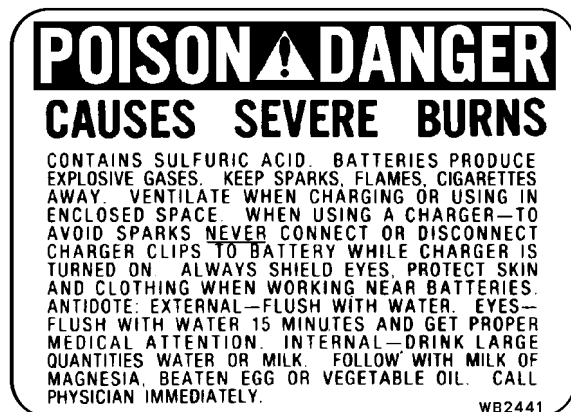 POISON⚠DANGER
CAUSES SEVERE BURNS
CONTAINS SULFURIC ACID. BATTERIES PRODUCE
EXPLOSIVE GASES. KEEP SPARKS, FLAMES, CIGARETTES
AWAY. VENTILATE WHEN CHARGING OR USING IN
ENCLOSED SPACE. WHEN USING A CHARGER—TO
AVOID SPARKS NEVER CONNECT OR DISCONNECT
CHARGER CLIPS TO BATTERY WHILE CHARGER IS
TURNED ON. ALWAYS SHIELD EYES, PROTECT SKIN
AND CLOTHING WHEN WORKING NEAR BATTERIES.
ANTIDOTE: EXTERNAL—FLUSH WITH WATER. EYES—
FLUSH WITH WATER 15 MINUTES AND GET PROPER
MEDICAL ATTENTION. INTERNAL—DRINK LARGE
QUANTITIES WATER OR MILK. FOLLOW WITH MILK OF
MAGNESIA, BEATEN EGG OR VEGETABLE OIL. CALL
PHYSICIAN IMMEDIATELY.
WB2441